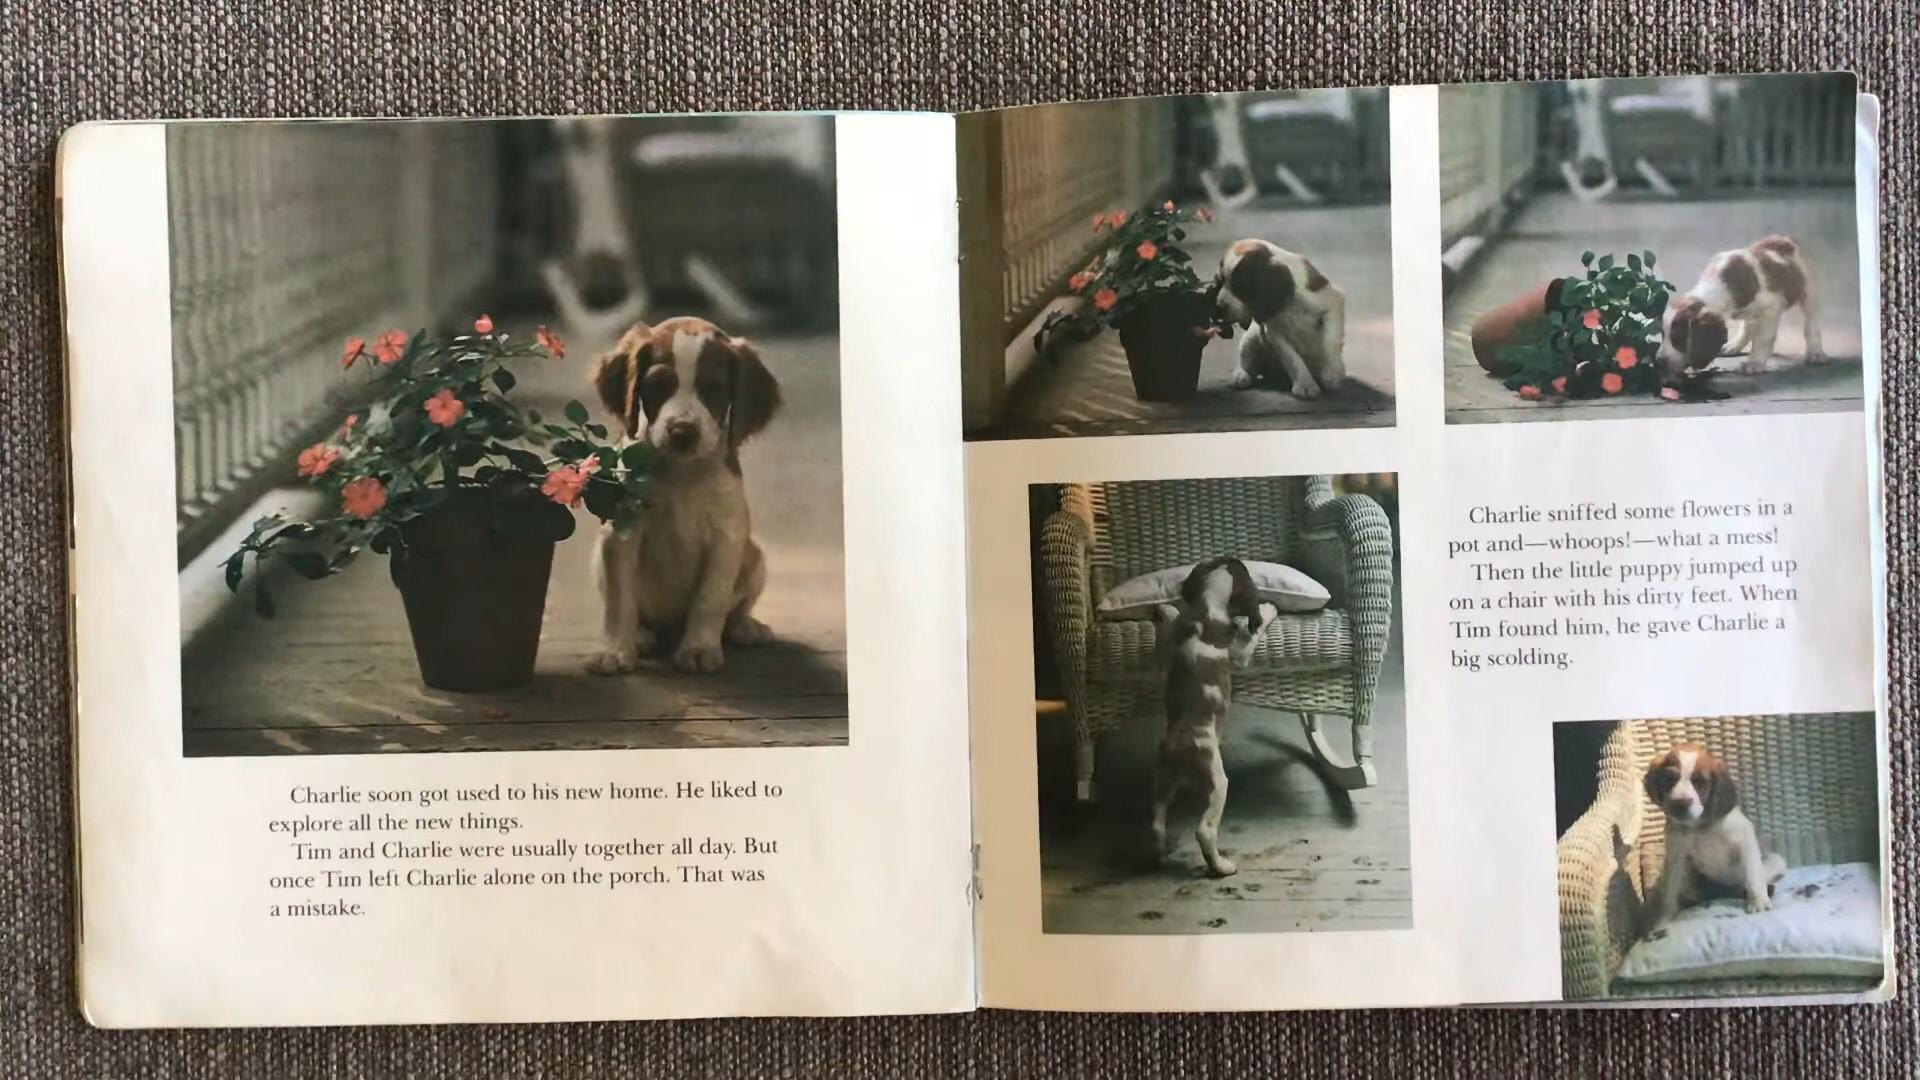 Charlie soon got used to his new home. He liked to
explore all the new things.
Tim and Charlie were usually together all day. But
once Tim left Charlie alone on the porch. That was
a mistake.
Charlie sniffed some flowers in a
pot and—whoops!—what a mess!
Then the little puppy jumped up
on a chair with his dirty feet. When
Tim found him, he gave Charlie a
big scolding.